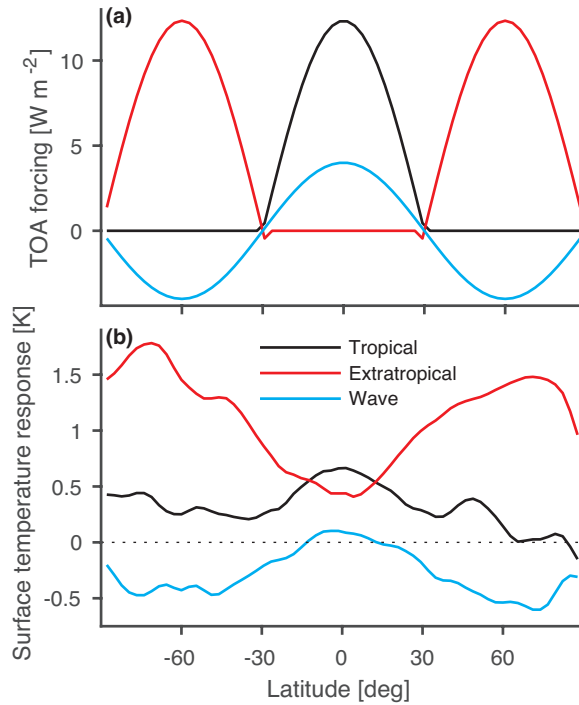 (a)
TOA forcing [W m-2]
10
5
0
(b)
Surface temperature response [K]
Tropical
Extratropical
Wave
1.5
1
0.5
0
-0.5
-60 -30 0 30 60
Latitude [deg]